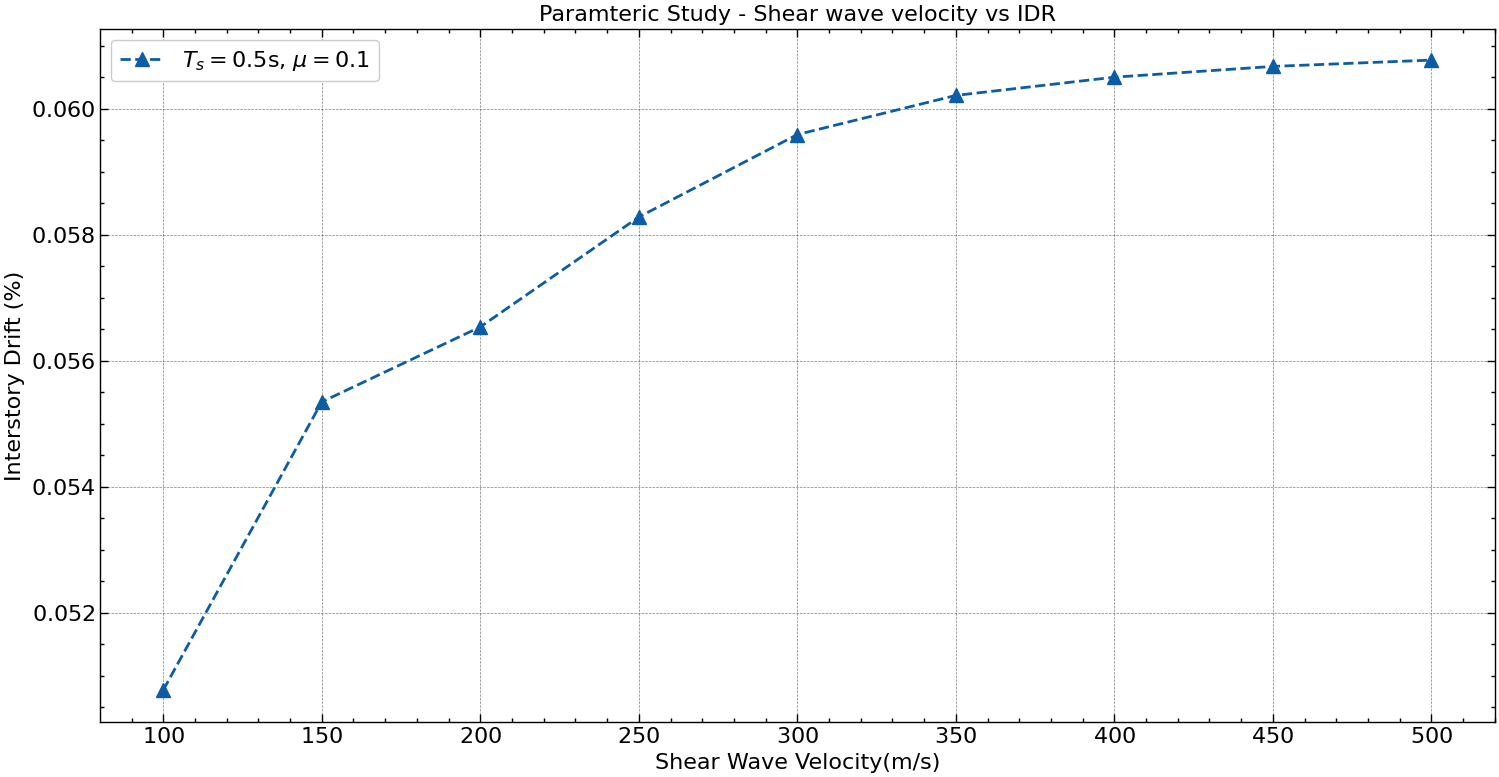 Paramteric Study - Shear wave velocity vs IDR
T_s = 0.5s, μ = 0.1
Interstory Drift (%)
0.060
0.058
0.056
0.054
0.052
100 150 200 250 300 350 400 450 500
Shear Wave Velocity(m/s)